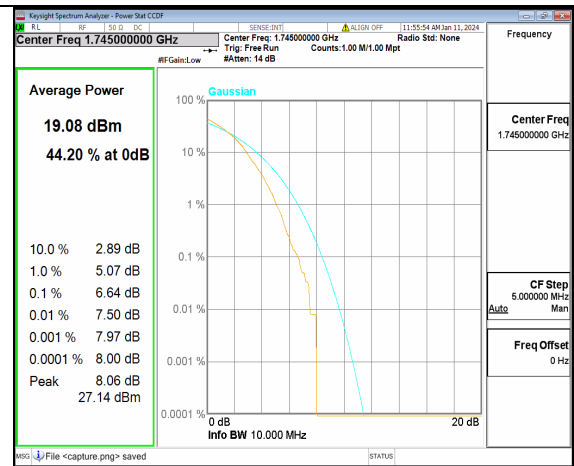 Keysight Spectrum Analyzer - Power Stat CCDF
RL RF 50 Ω DC SENSE:INT ALIGN OFF 11:55:54 AM Jan 11, 2024
Center Freq 1.745000000 GHz
Center Freq: 1.745000000 GHz Radio Std: None
Trig: Free Run Counts:1.00 M/1.00 Mpt
#IFGain:Low #Atten: 14 dB
Frequency
Average Power
19.08 dBm
44.20 % at 0dB
10.0 % 2.89 dB
1.0 % 5.07 dB
0.1 % 6.64 dB
0.01 % 7.50 dB
0.001 % 7.97 dB
0.0001 % 8.00 dB
Peak 8.06 dB
27.14 dBm
Gaussian
100 %
10 %
1 %
0.1 %
0.01 %
0.001 %
0.0001 %
0 dB 20 dB
Info BW 10.000 MHz
Center Freq
1.745000000 GHz
CF Step
5.000000 MHz
Auto Man
Freq Offset
0 Hz
MSG File <capture.png> saved STATUS